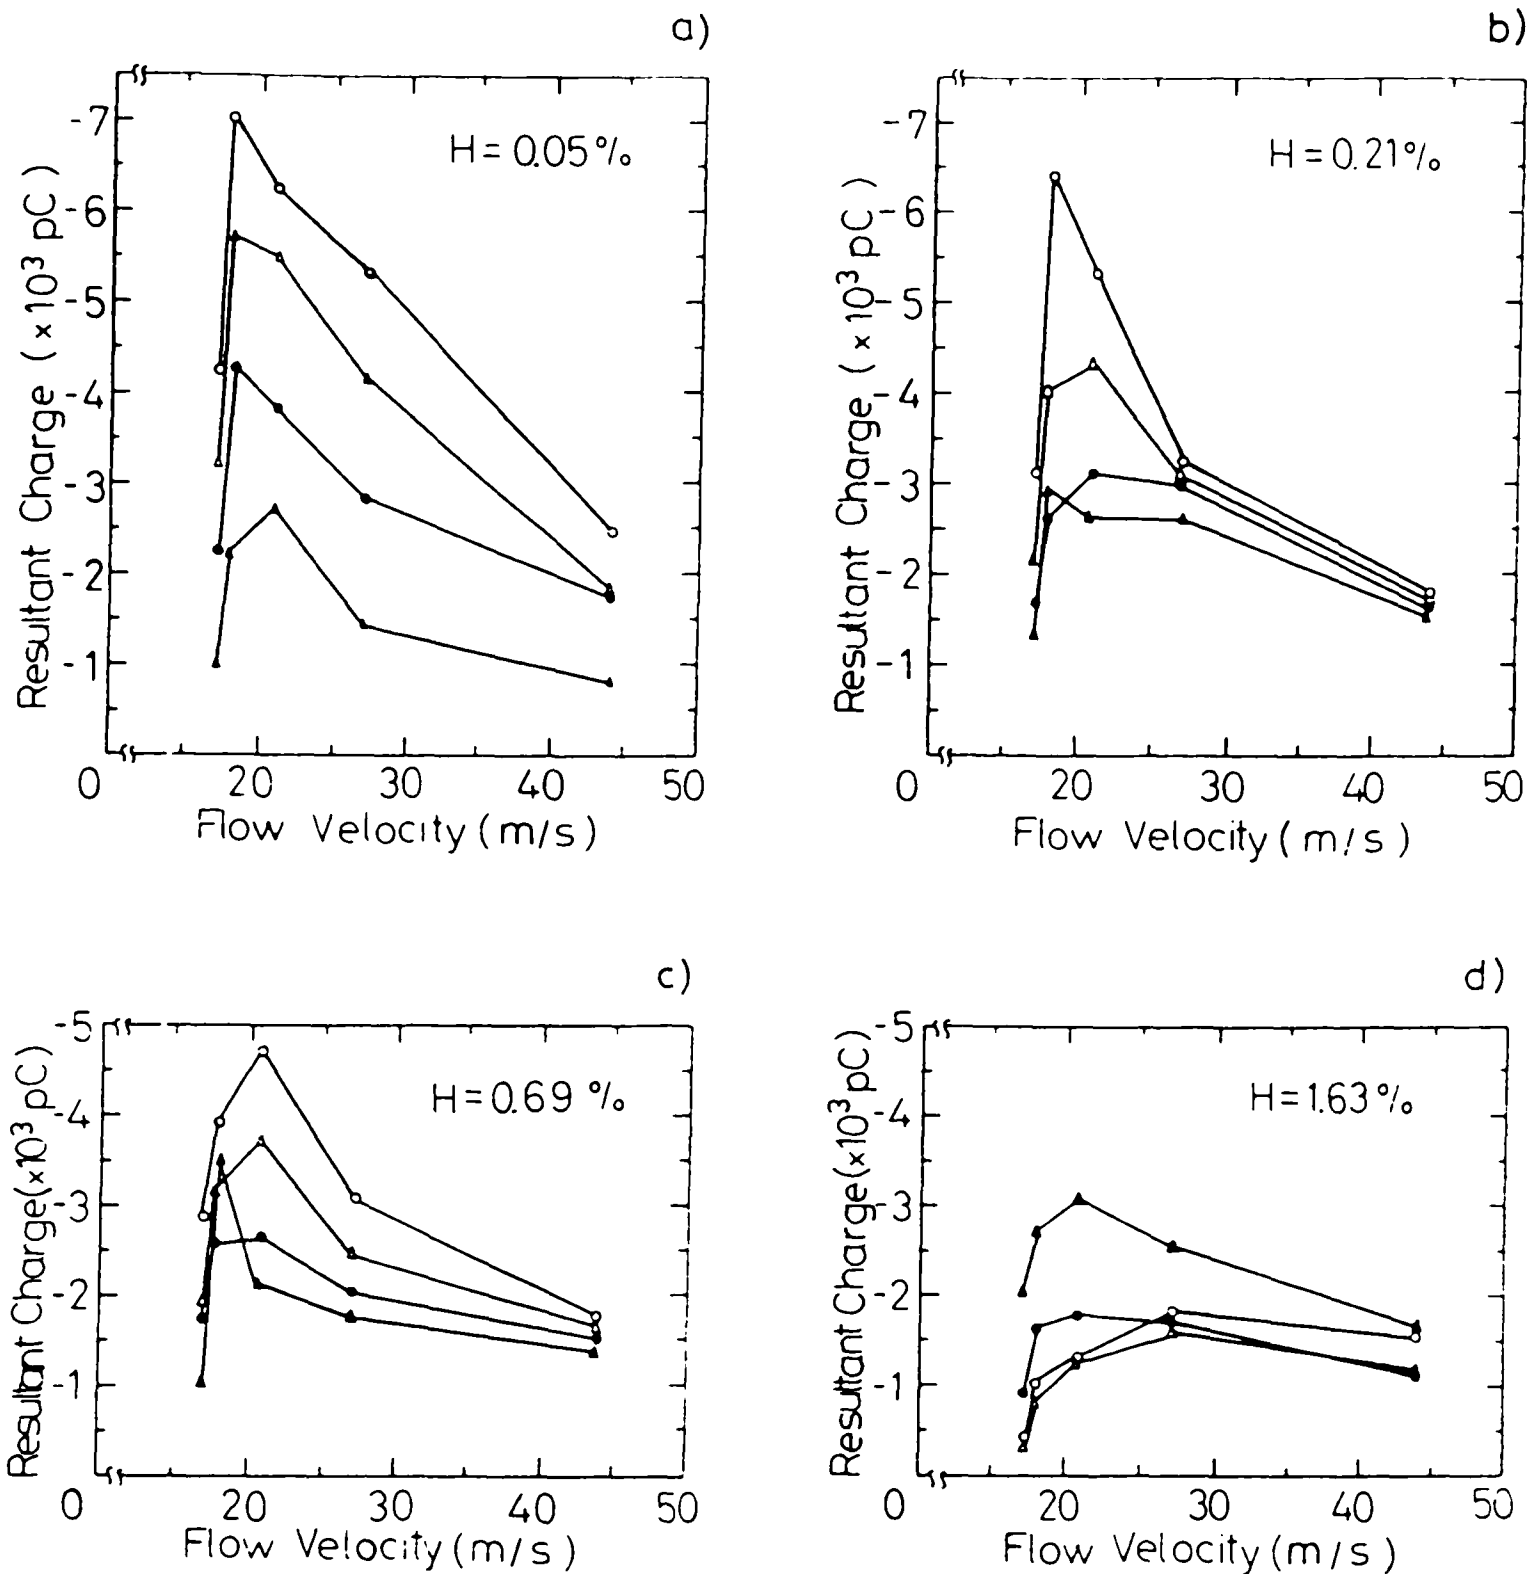 a)
H = 0.05 %
-7
-6
-5
-4
-3
-2
-1
0 20 30 40 50
Resultant Charge ( × 10³ pC)
Flow Velocity ( m/s )
b)
H = 0.21 %
-7
-6
-5
-4
-3
-2
-1
0 20 30 40 50
Resultant Charge, ( × 10³ pC)
Flow Velocity ( m/s )
c)
H = 0.69 %
-5
-4
-3
-2
-1
0 20 30 40 50
Resultant Charge (×10³ pC)
Flow Velocity ( m/s )
d)
H = 1.63 %
-5
-4
-3
-2
-1
0 20 30 40 50
Resultant Charge (×10³ pC)
Flow Velocity ( m/s )